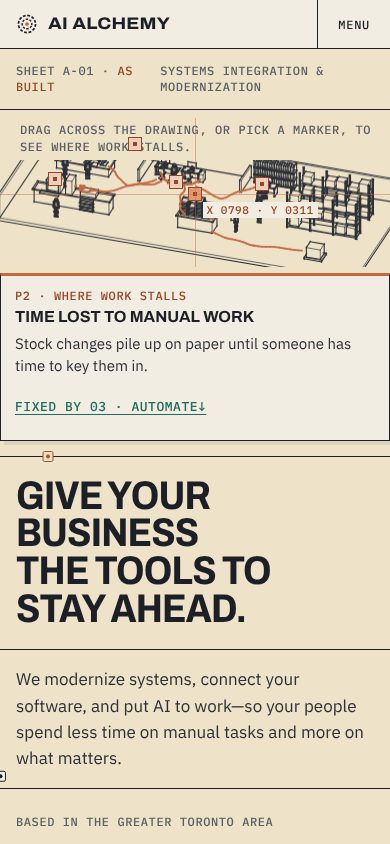 AI ALCHEMY
MENU
SHEET A-01 · AS BUILT
SYSTEMS INTEGRATION & MODERNIZATION
DRAG ACROSS THE DRAWING, OR PICK A MARKER, TO
SEE WHERE WORK STALLS.
X 0798 · Y 0311
P2 · WHERE WORK STALLS
TIME LOST TO MANUAL WORK
Stock changes pile up on paper until someone has
time to key them in.
FIXED BY 03 · AUTOMATE↓
GIVE YOUR
BUSINESS
THE TOOLS TO
STAY AHEAD.
We modernize systems, connect your
software, and put AI to work—so your people
spend less time on manual tasks and more on
what matters.
BASED IN THE GREATER TORONTO AREA